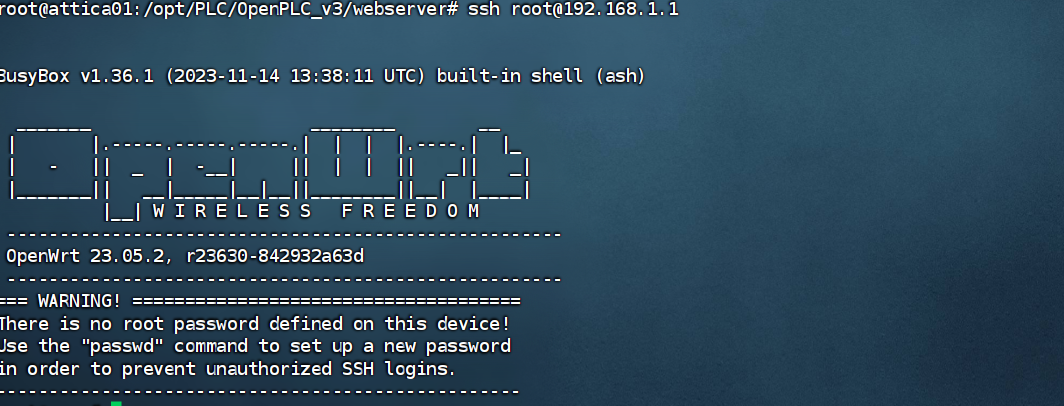 root@attica01:/opt/PLC/OpenPLC_v3/webserver# ssh root@192.168.1.1
BusyBox v1.36.1 (2023-11-14 13:38:11 UTC) built-in shell (ash)
OpenWrt
W I R E L E S S   F R E E D O M
-----------------------------------------------------
OpenWrt 23.05.2, r23630-842932a63d
-----------------------------------------------------
=== WARNING! =====================================
There is no root password defined on this device!
Use the "passwd" command to set up a new password
in order to prevent unauthorized SSH logins.
--------------------------------------------------